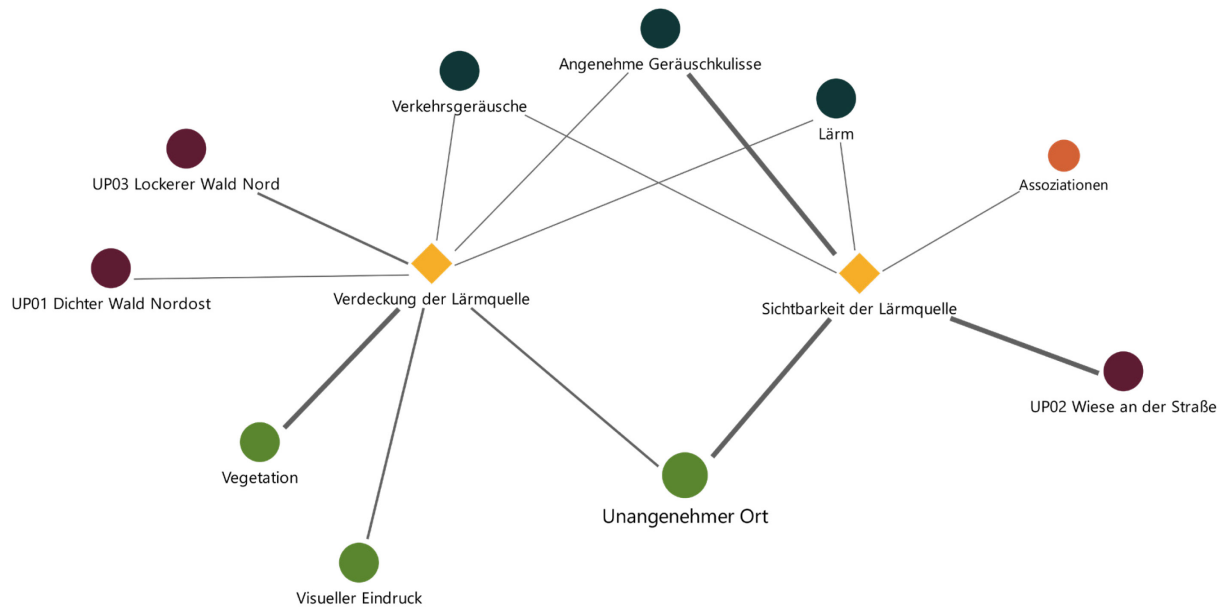 Angenehme Geräuschkulisse
Verkehrsgeräusche
Lärm
UP03 Lockerer Wald Nord
Assoziationen
UP01 Dichter Wald Nordost
Verdeckung der Lärmquelle
Sichtbarkeit der Lärmquelle
UP02 Wiese an der Straße
Vegetation
Unangenehmer Ort
Visueller Eindruck